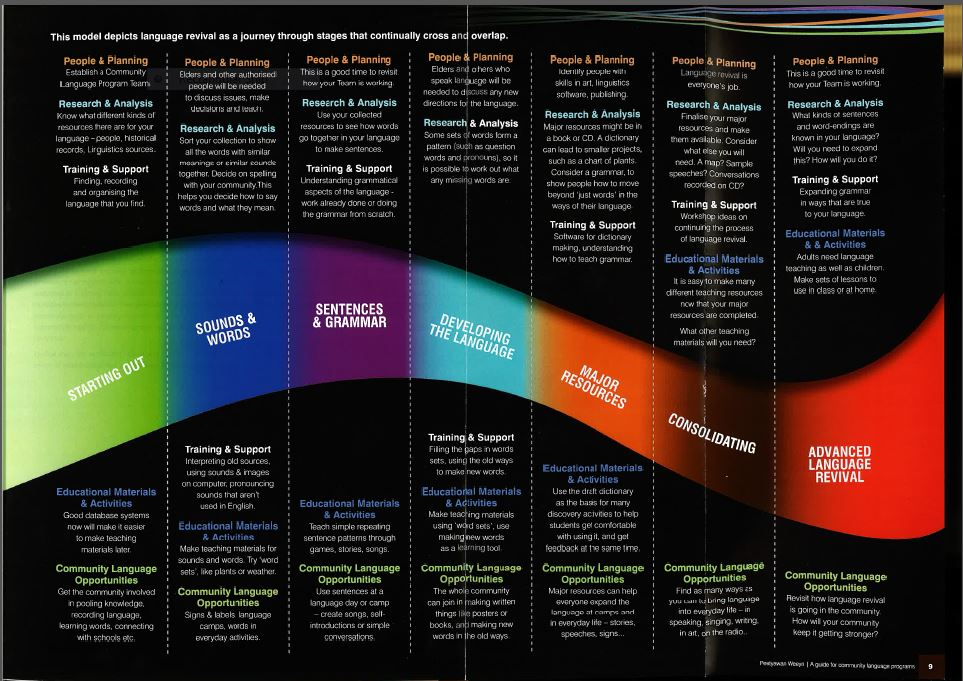 This model depicts language revival as a journey through stages that continually cross and overlap.
People & Planning
Establish a Community
Language Program Team.
Research & Analysis
Know what different kinds of
resources there are for your
language – people, historical
records, Linguistics sources.
Training & Support
Finding, recording
and organising the
language that you find.
STARTING OUT
Educational Materials
& Activities
Good database systems
now will make it easier
to make teaching
materials later.
Community Language
Opportunities
Get the community involved
in pooling knowledge,
recording language,
learning words, connecting
with schools etc.
People & Planning
Elders and other authorised
people will be needed
to discuss issues, make
decisions and teach.
Research & Analysis
Sort your collection to show
all the words with similar
meanings or similar sounds
together. Decide on spelling
with your community.This
helps you decide how to say
words and what they mean.
SOUNDS &
WORDS
Training & Support
Interpreting old sources,
using sounds & images
on computer, pronouncing
sounds that aren't
used in English.
Educational Materials
& Activities
Make teaching materials for
sounds and words. Try 'word
sets', like plants or weather.
Community Language
Opportunities
Signs & labels, language
camps, words in
everyday activities.
People & Planning
This is a good time to revisit
how your Team is working.
Research & Analysis
Use your collected
resources to see how words
go together in your language
to make sentences.
Training & Support
Understanding grammatical
aspects of the language -
work already done or doing
the grammar from scratch.
SENTENCES
& GRAMMAR
Educational Materials
& Activities
Teach simple repeating
sentence patterns through
games, stories, songs.
Community Language
Opportunities
Use sentences at a
language day or camp
– create songs, self-
introductions or simple
conversations.
People & Planning
Elders and others who
speak language will be
needed to discuss any new
directions for the language.
Research & Analysis
Some sets of words form a
pattern (such as question
words and pronouns), so it
is possible to work out what
any missing words are.
DEVELOPING
THE LANGUAGE
Training & Support
Filling the gaps in words
sets, using the old ways
to make new words.
Educational Materials
& Activities
Make teaching materials
using 'word sets', use
making new words
as a learning tool.
Community Language
Opportunities
The whole community
can join in making written
things like posters or
books, and making new
words in the old ways.
People & Planning
Identify people with
skills in art, linguistics
software, publishing.
Research & Analysis
Major resources might be in
a book or CD. A dictionary
can lead to smaller projects,
such as a chart of plants.
Consider a grammar, to
show people how to move
beyond 'just words' in the
ways of their language.
Training & Support
Software for dictionary
making, understanding
how to teach grammar.
MAJOR
RESOURCES
Educational Materials
& Activities
Use the draft dictionary
as the basis for many
discovery activities to help
students get comfortable
with using it, and get
feedback at the same time.
Community Language
Opportunities
Major resources can help
everyone expand the
language at camps and
in everyday life – stories,
speeches, signs...
People & Planning
Language revival is
everyone's job.
Research & Analysis
Finalise your major
resources and make
them available. Consider
what else you will
need. A map? Sample
speeches? Conversations
recorded on CD?
Training & Support
Workshop ideas on
continuing the process
of language revival.
Educational Materials
& Activities
It is easy to make many
different teaching resources
now that your major
resources are completed.
What other teaching
materials will you need?
CONSOLIDATING
Community Language
Opportunities
Find as many ways as
you can to bring language
into everyday life – in
speaking, singing, writing,
in art, on the radio..
People & Planning
This is a good time to revisit
how your Team is working.
Research & Analysis
What kinds of sentences
and word-endings are
known in your language?
Will you need to expand
this? How will you do it?
Training & Support
Expanding grammar
in ways that are true
to your language.
Educational Materials
& & Activities
Adults need language
teaching as well as children.
Make sets of lessons to
use in class or at home.
ADVANCED
LANGUAGE
REVIVAL
Community Language
Opportunities
Revisit how language revival
is going in the community.
How will your community
keep it getting stronger?
Peetyawan Weeyn | A guide for community language programs 9